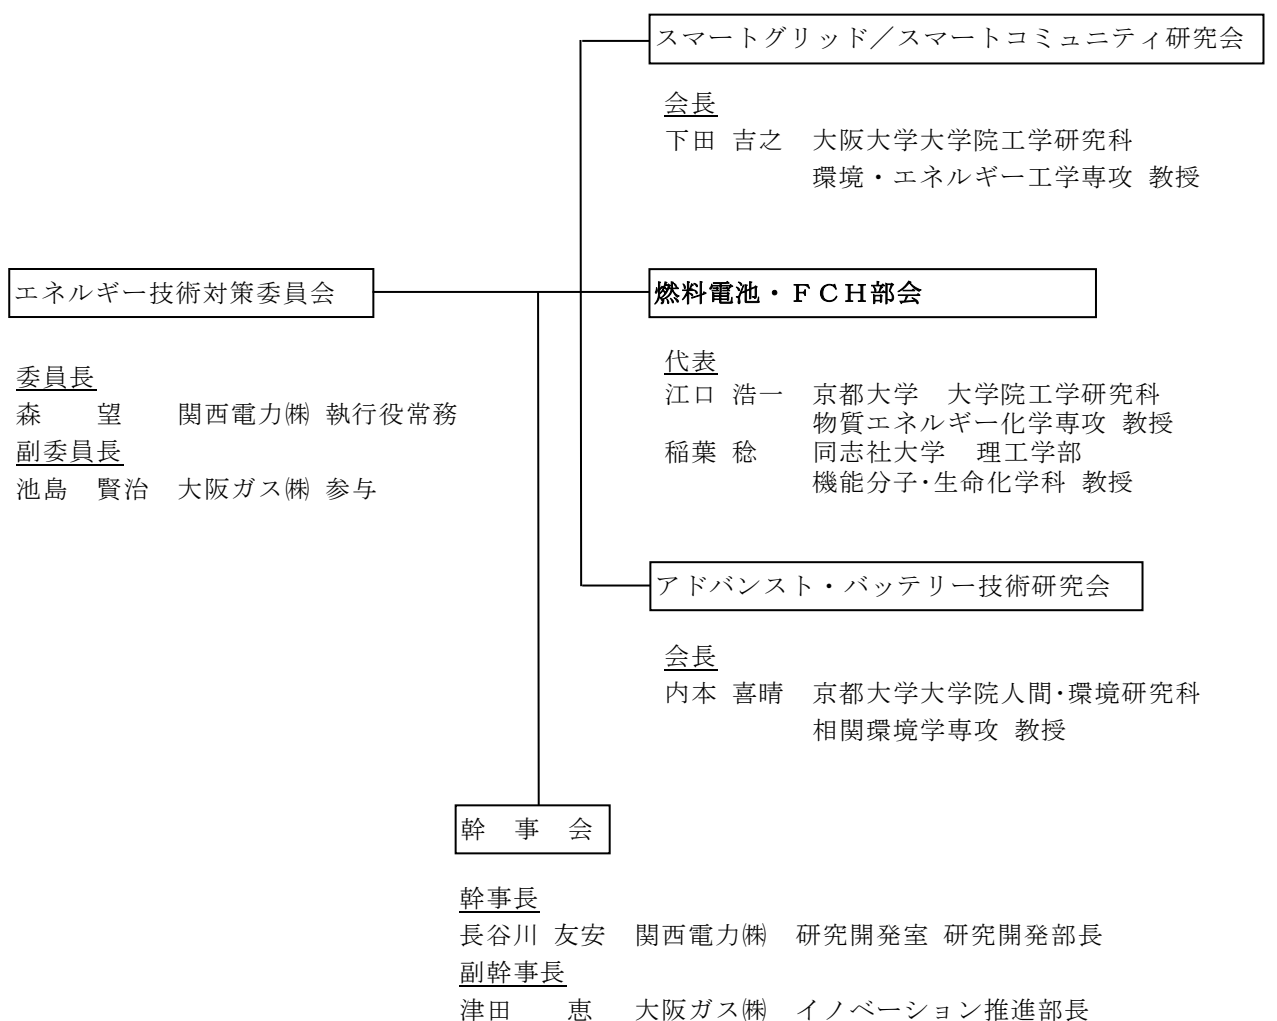 スマートグリッド／スマートコミュニティ研究会
会長
下田 吉之 大阪大学大学院工学研究科
環境・エネルギー工学専攻 教授
エネルギー技術対策委員会
委員長
森　　望　　関西電力㈱ 執行役常務
副委員長
池島　賢治　大阪ガス㈱ 参与
燃料電池・ＦＣＨ部会
代表
江口 浩一　京都大学　大学院工学研究科
物質エネルギー化学専攻 教授
稲葉 稔　　同志社大学　理工学部
機能分子･生命化学科 教授
アドバンスト・バッテリー技術研究会
会長
内本 喜晴　京都大学大学院人間･環境研究科
相関環境学専攻 教授
幹　事　会
幹事長
長谷川 友安　関西電力㈱　研究開発室 研究開発部長
副幹事長
津田　　恵　　大阪ガス㈱　イノベーション推進部長